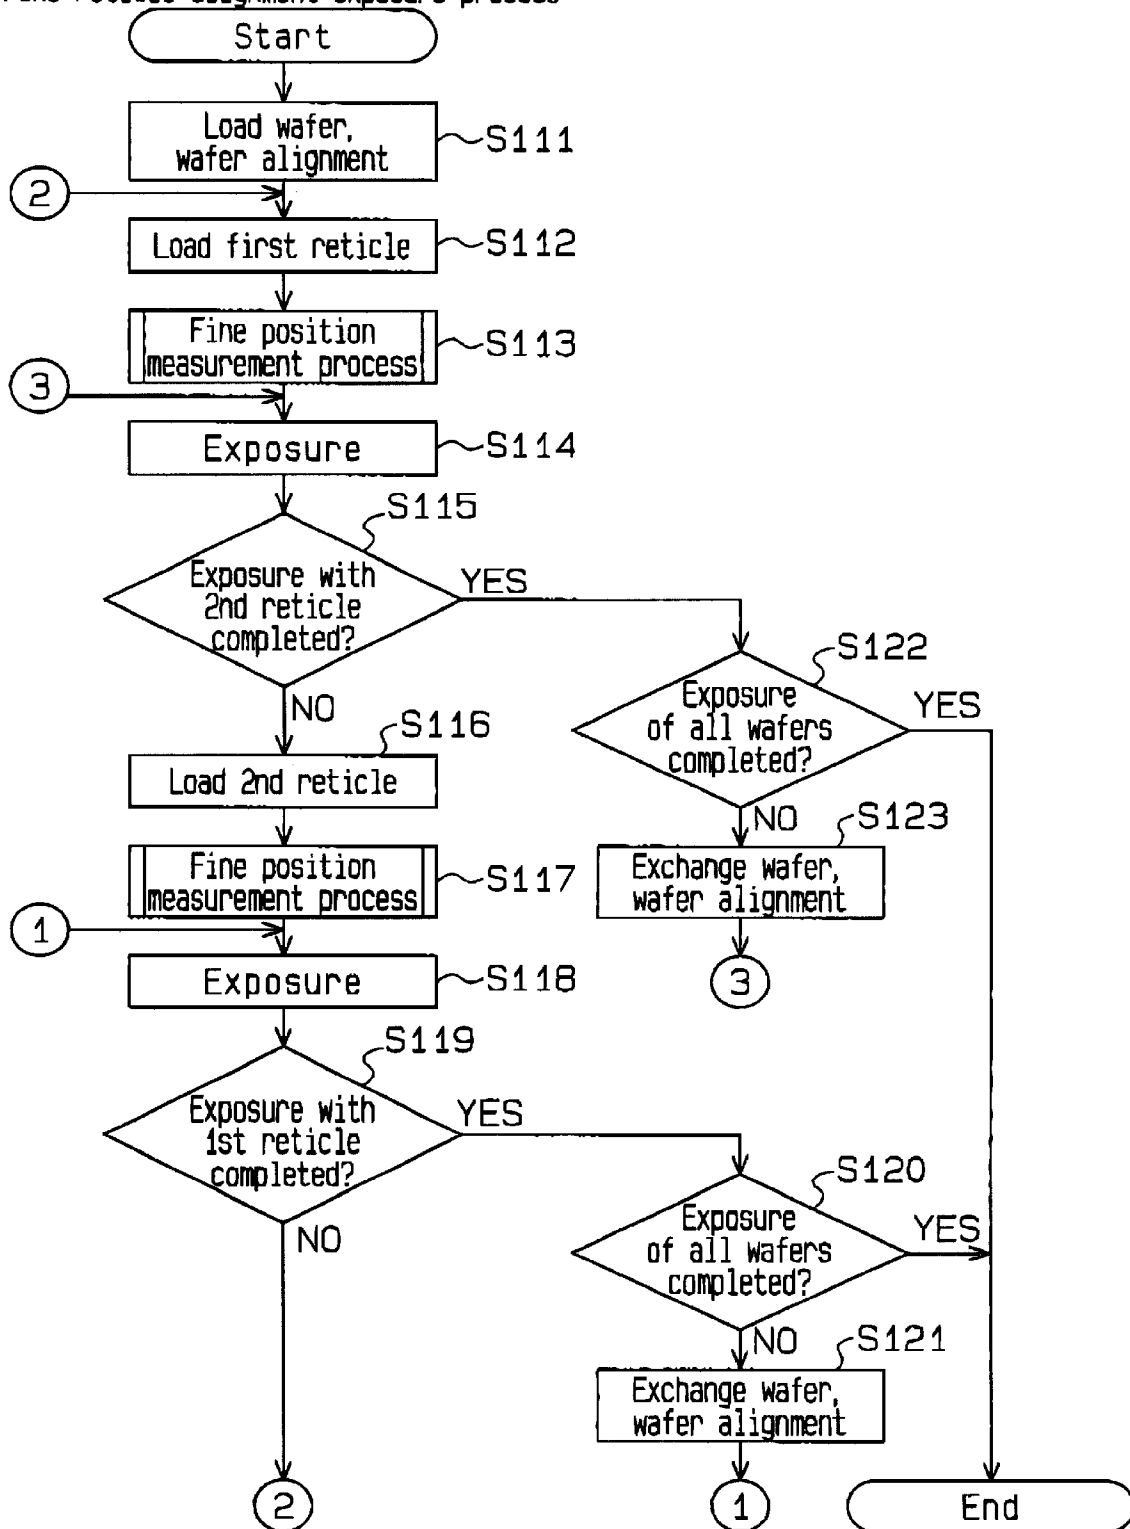 alignment exposure process
Start
Load wafer,
wafer alignment
S111
2
Load first reticle
S112
Fine position
measurement process
S113
3
Exposure
S114
S115
Exposure with
2nd reticle
completed?
YES
NO
S122
Exposure
of all wafers
completed?
YES
NO
S116
Load 2nd reticle
S123
Exchange wafer,
wafer alignment
3
Fine position
measurement process
S117
1
Exposure
S118
S119
Exposure with
1st reticle
completed?
YES
NO
S120
Exposure
of all wafers
completed?
YES
NO
S121
Exchange wafer,
wafer alignment
2
1
End